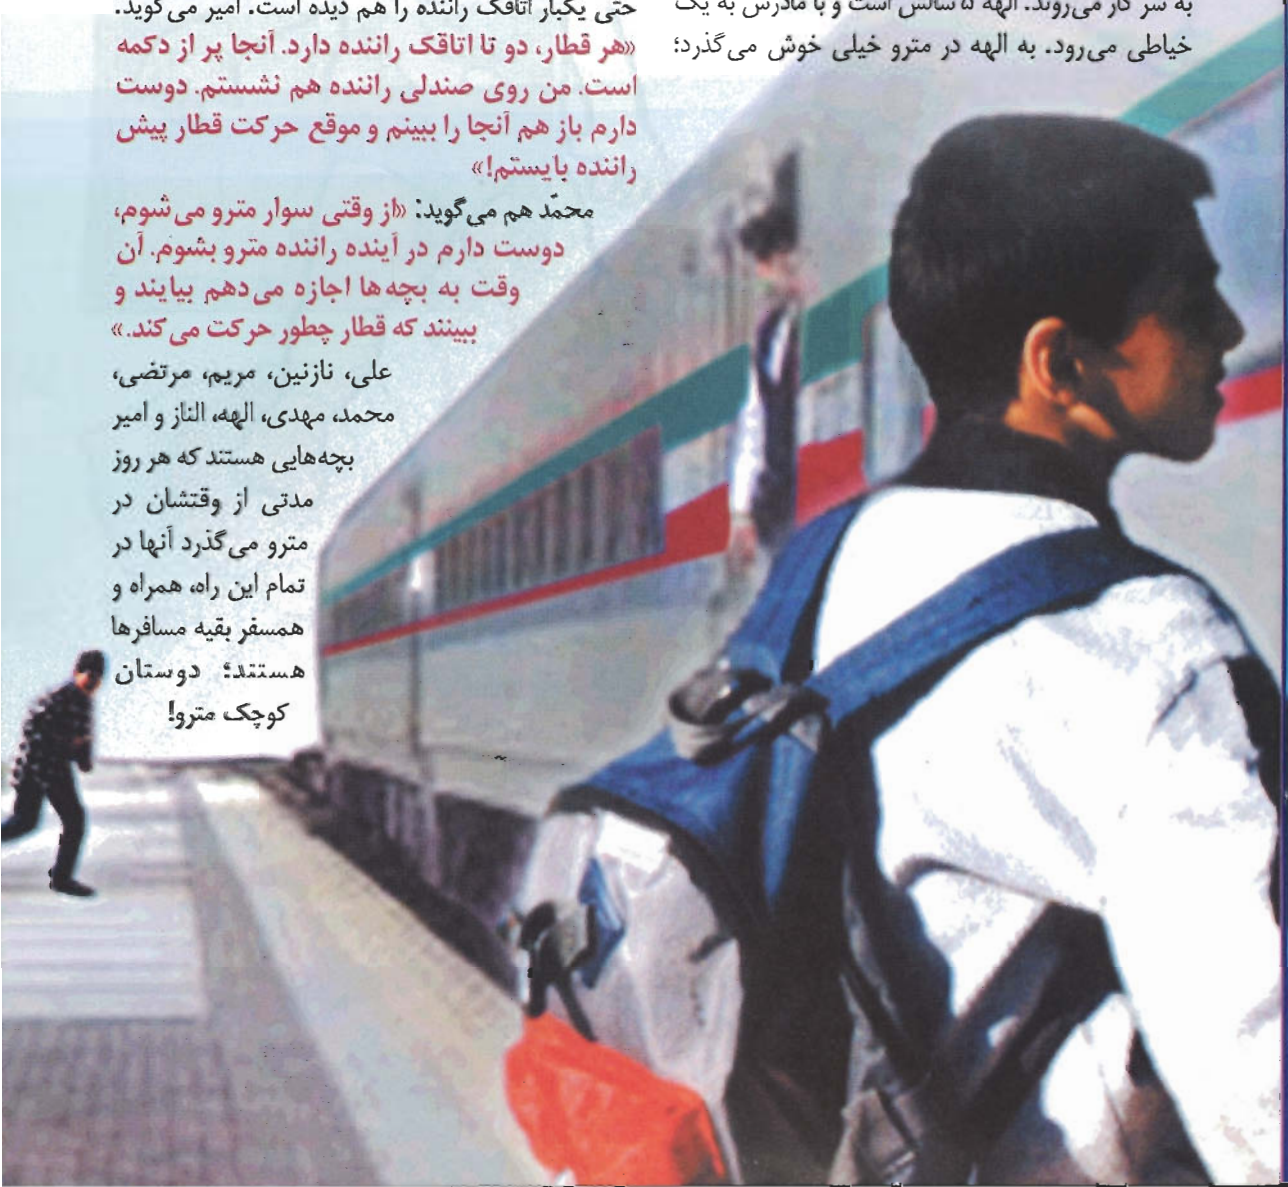 به سر کار می‌روند. الهه ۵ سالش است و با مادرش به یک
خیاطی می‌رود. به الهه در مترو خیلی خوش می‌گذرد؛
حتی یکبار اتاقک راننده را هم دیده است. امیر می‌گوید:
«هر قطار، دو تا اتاقک راننده دارد. آنجا پر از دکمه
است. من روی صندلی راننده هم نشستم. دوست
دارم باز هم آنجا را ببینم و موقع حرکت قطار پیش
راننده بایستم!»
محمّد هم می‌گوید: «از وقتی سوار مترو می‌شوم،
دوست دارم در آینده راننده مترو بشوم. آن
وقت به بچه‌ها اجازه می‌دهم بیایند و
ببینند که قطار چطور حرکت می‌کند.»
علی، نازنین، مریم، مرتضی،
محمد، مهدی، الهه، الناز و امیر
بچه‌هایی هستند که هر روز
مدتی از وقتشان در
مترو می‌گذرد آنها در
تمام این راه، همراه و
همسفر بقیه مسافرها
هستند؛ دوستان
کوچک مترو!